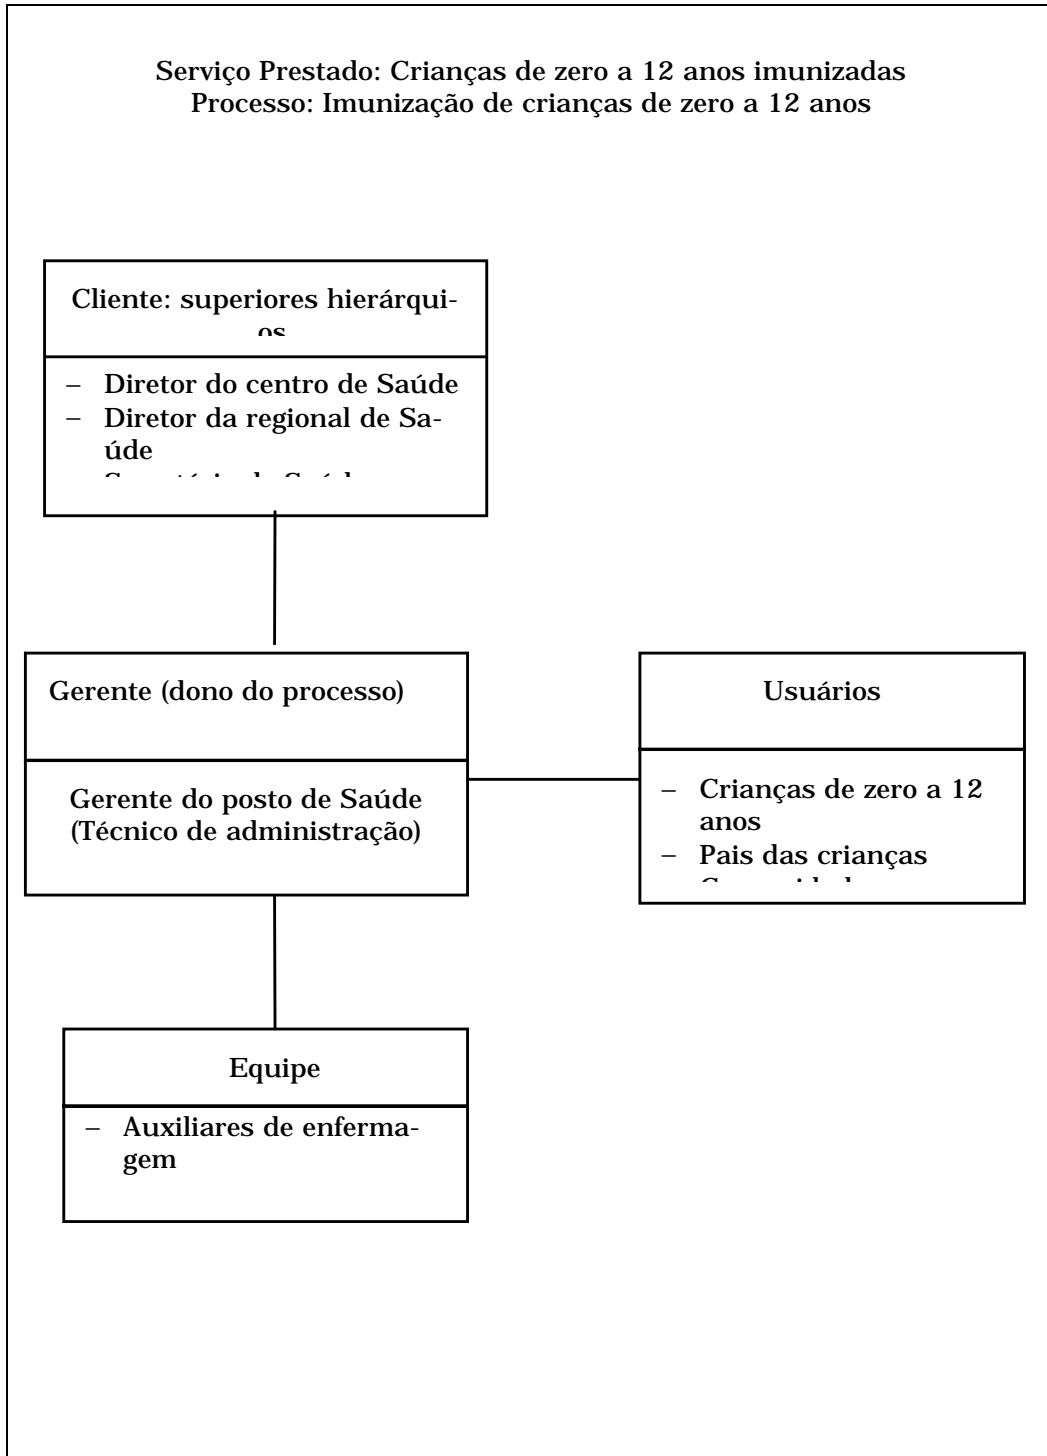 Serviço Prestado: Crianças de zero a 12 anos imunizadas
Processo: Imunização de crianças de zero a 12 anos
Cliente: superiores hierárqui-
os
– Diretor do centro de Saúde
– Diretor da regional de Sa-
úde
Gerente (dono do processo)
Gerente do posto de Saúde
(Técnico de administração)
Usuários
– Crianças de zero a 12
anos
– Pais das crianças
Equipe
– Auxiliares de enferma-
gem